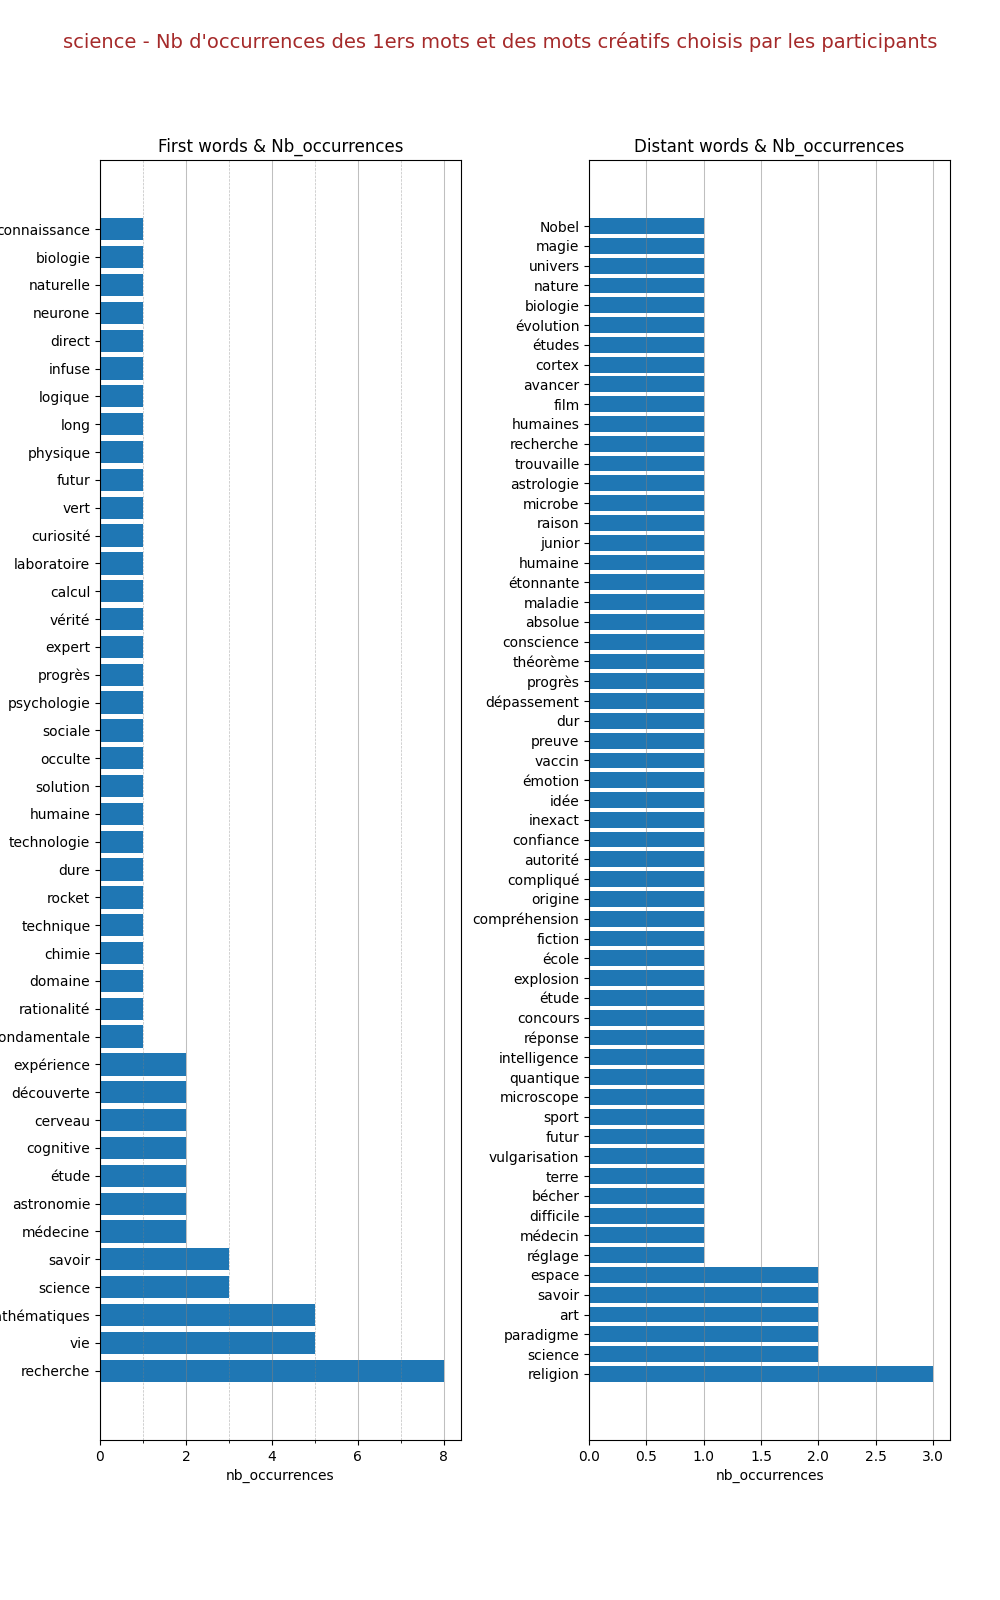 science - Nb d'occurrences des 1ers mots et des mots créatifs choisis par les participants
First words & Nb_occurrences
connaissance
biologie
naturelle
neurone
direct
infuse
logique
long
physique
futur
vert
curiosité
laboratoire
calcul
vérité
expert
progrès
psychologie
sociale
occulte
solution
humaine
technologie
dure
rocket
technique
chimie
domaine
rationalité
ondamentale
expérience
découverte
cerveau
cognitive
étude
astronomie
médecine
savoir
science
thématiques
vie
recherche
0 2 4 6 8
nb_occurrences
Distant words & Nb_occurrences
Nobel
magie
univers
nature
biologie
évolution
études
cortex
avancer
film
humaines
recherche
trouvaille
astrologie
microbe
raison
junior
humaine
étonnante
maladie
absolue
conscience
théorème
progrès
dépassement
dur
preuve
vaccin
émotion
idée
inexact
confiance
autorité
compliqué
origine
compréhension
fiction
école
explosion
étude
concours
réponse
intelligence
quantique
microscope
sport
futur
vulgarisation
terre
bécher
difficile
médecin
réglage
espace
savoir
art
paradigme
science
religion
0.0 0.5 1.0 1.5 2.0 2.5 3.0
nb_occurrences